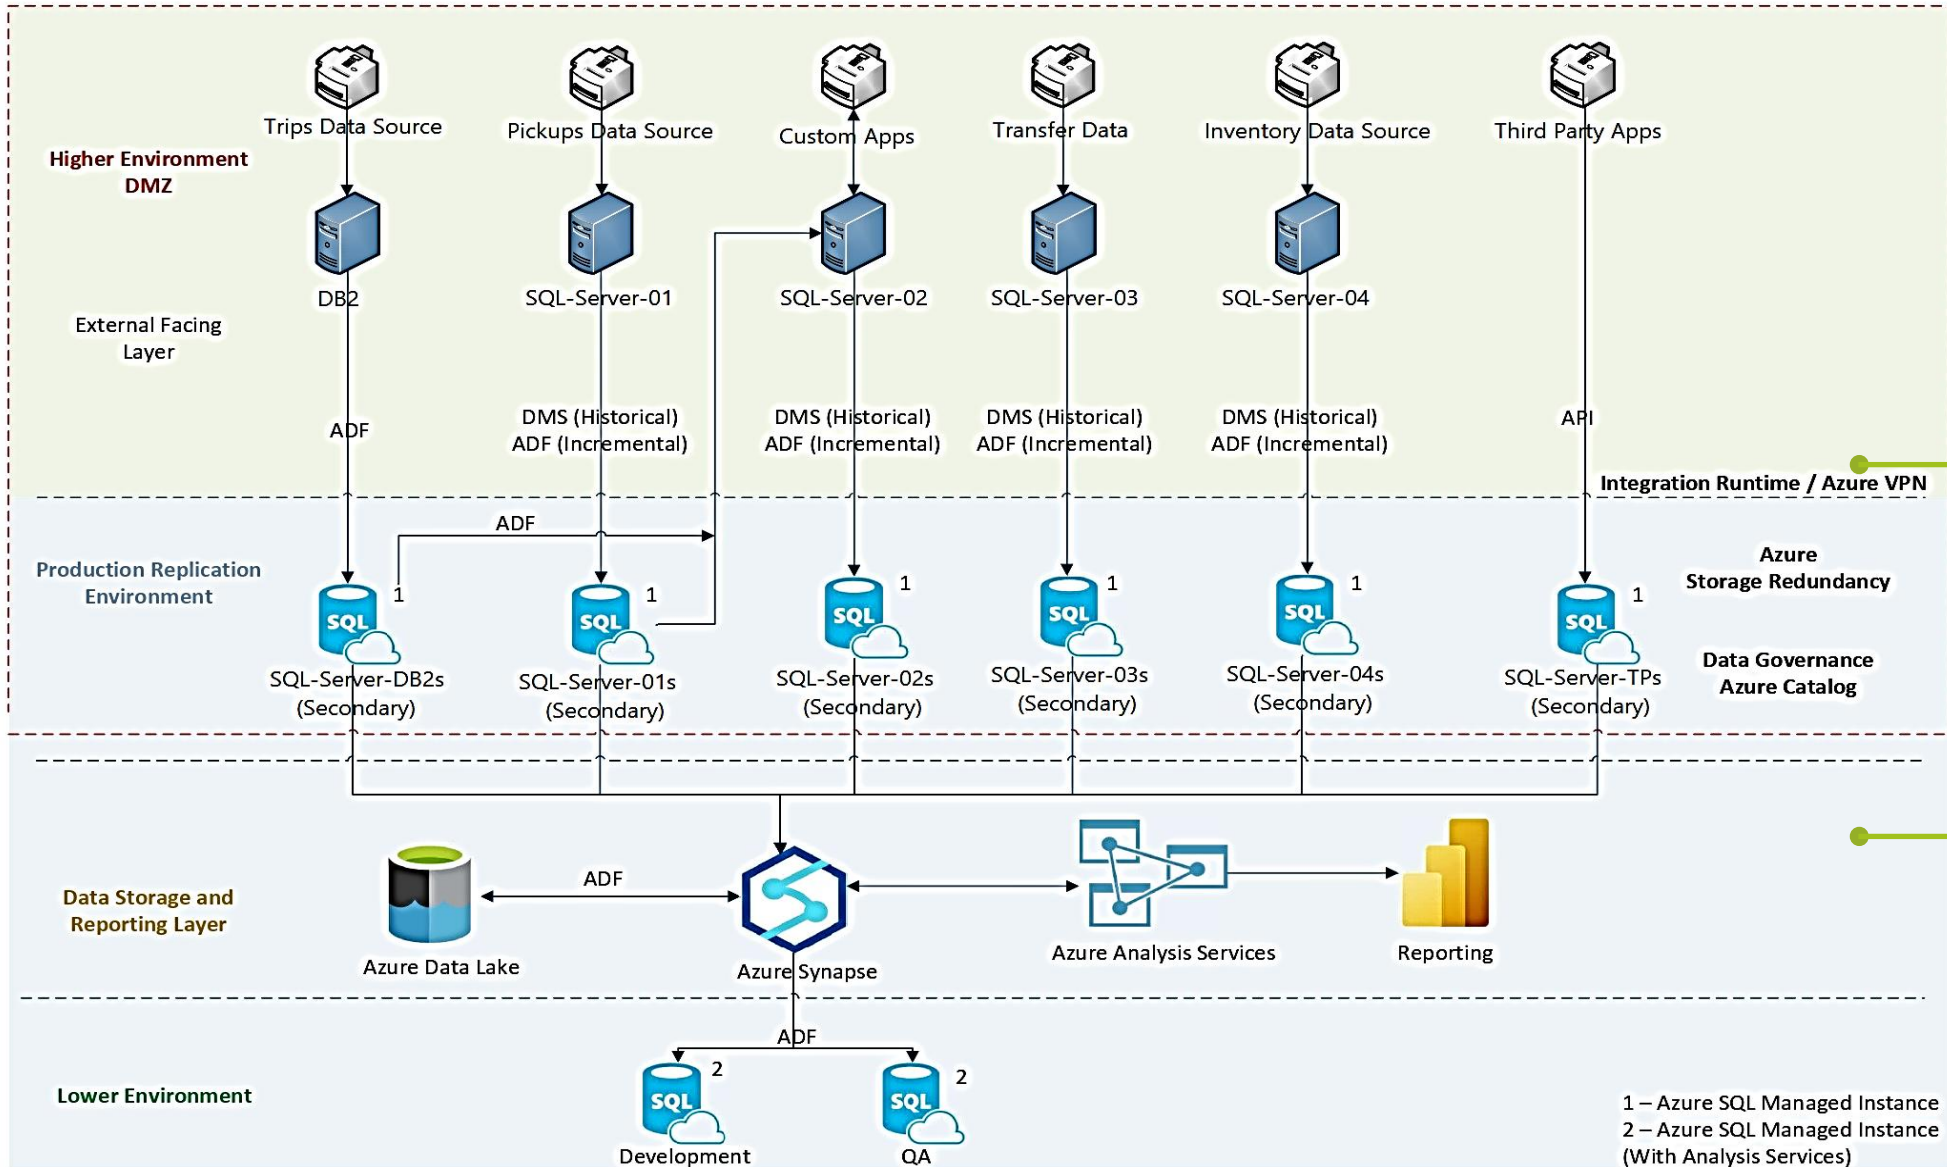 Trips Data Source
Pickups Data Source
Custom Apps
Transfer Data
Inventory Data Source
Third Party Apps
Higher Environment
DMZ
DB2
SQL-Server-01
SQL-Server-02
SQL-Server-03
SQL-Server-04
External Facing
Layer
ADF
DMS (Historical)
ADF (Incremental)
DMS (Historical)
ADF (Incremental)
DMS (Historical)
ADF (Incremental)
DMS (Historical)
ADF (Incremental)
API
Integration Runtime / Azure VPN
ADF
Production Replication
Environment
SQL
1
SQL
1
SQL
1
SQL
1
SQL
1
SQL
1
Azure
Storage Redundancy
SQL-Server-DB2s
(Secondary)
SQL-Server-01s
(Secondary)
SQL-Server-02s
(Secondary)
SQL-Server-03s
(Secondary)
SQL-Server-04s
(Secondary)
SQL-Server-TPs
(Secondary)
Data Governance
Azure Catalog
Data Storage and
Reporting Layer
ADF
Azure Data Lake
Azure Synapse
Azure Analysis Services
Reporting
ADF
Lower Environment
SQL
2
SQL
2
Development
QA
1 – Azure SQL Managed Instance
2 – Azure SQL Managed Instance
(With Analysis Services)